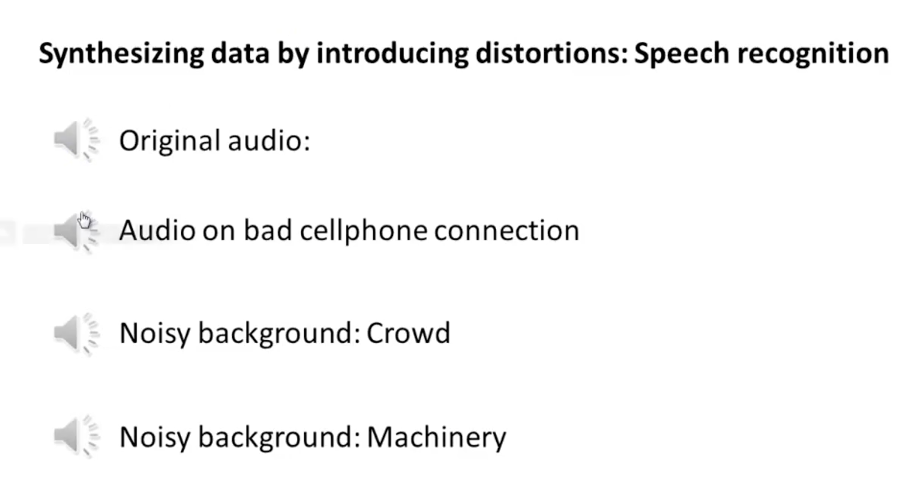 Synthesizing data by introducing distortions: Speech recognition
Original audio:
Audio on bad cellphone connection
Noisy background: Crowd
Noisy background: Machinery